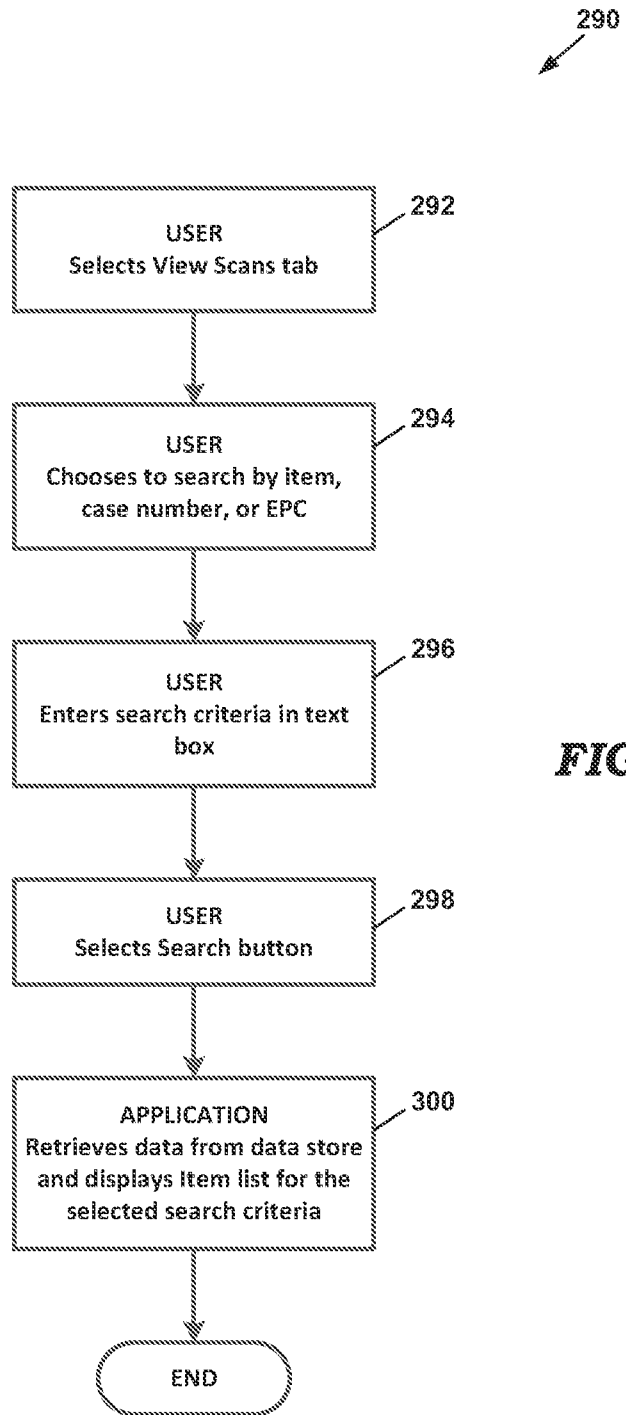 290
292
USER
Selects View Scans tab
294
USER
Chooses to search by item,
case number, or EPC
296
USER
Enters search criteria in text
box
FIG
298
USER
Selects Search button
300
APPLICATION
Retrieves data from data store
and displays Item list for the
selected search criteria
END